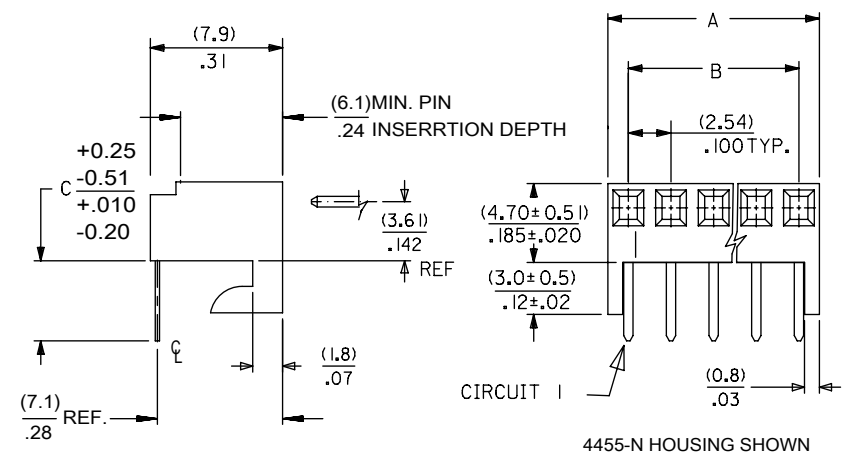 (7.9)
.31
(6.1)MIN. PIN
.24 INSERRTION DEPTH
+0.25
C -0.51
+.010
-0.20
(3.61)
.142
REF
℄
(1.8)
.07
(7.1)
.28 REF.
A
B
(2.54)
.100TYP.
(4.70±0.51)
.185±.020
(3.0±0.5)
.12±.02
CIRCUIT 1
(0.8)
.03
4455-N HOUSING SHOWN